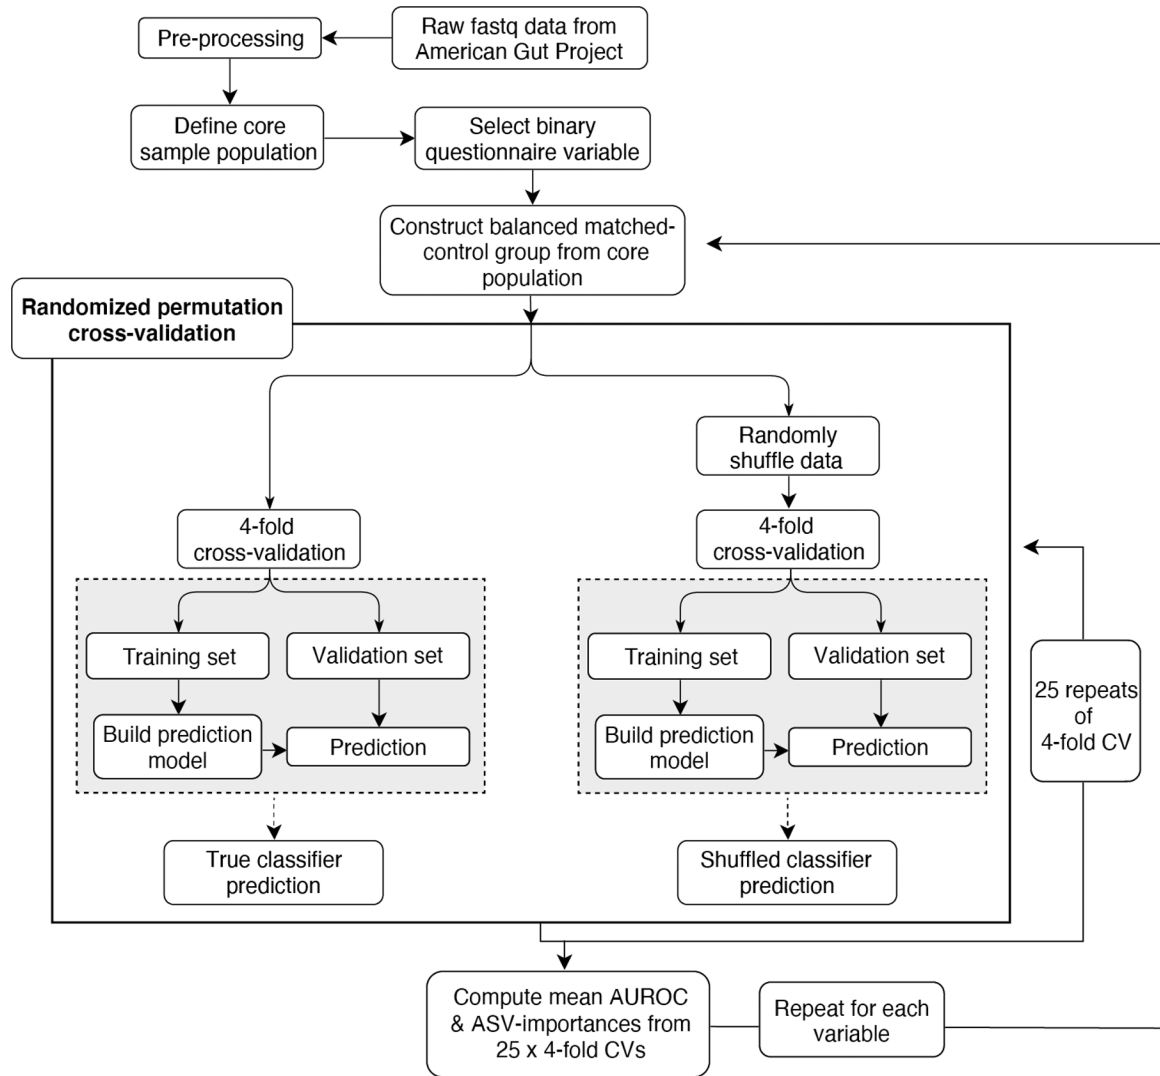 Raw fastq data from
American Gut Project
Pre-processing
Define core
sample population
Select binary
questionnaire variable
Construct balanced matched-
control group from core
population
Randomized permutation
cross-validation
Randomly
shuffle data
4-fold
cross-validation
4-fold
cross-validation
Training set
Validation set
Build prediction
model
Prediction
Training set
Validation set
Build prediction
model
Prediction
True classifier
prediction
Shuffled classifier
prediction
25 repeats
of
4-fold CV
Compute mean AUROC
& ASV-importances from
25 x 4-fold CVs
Repeat for each
variable